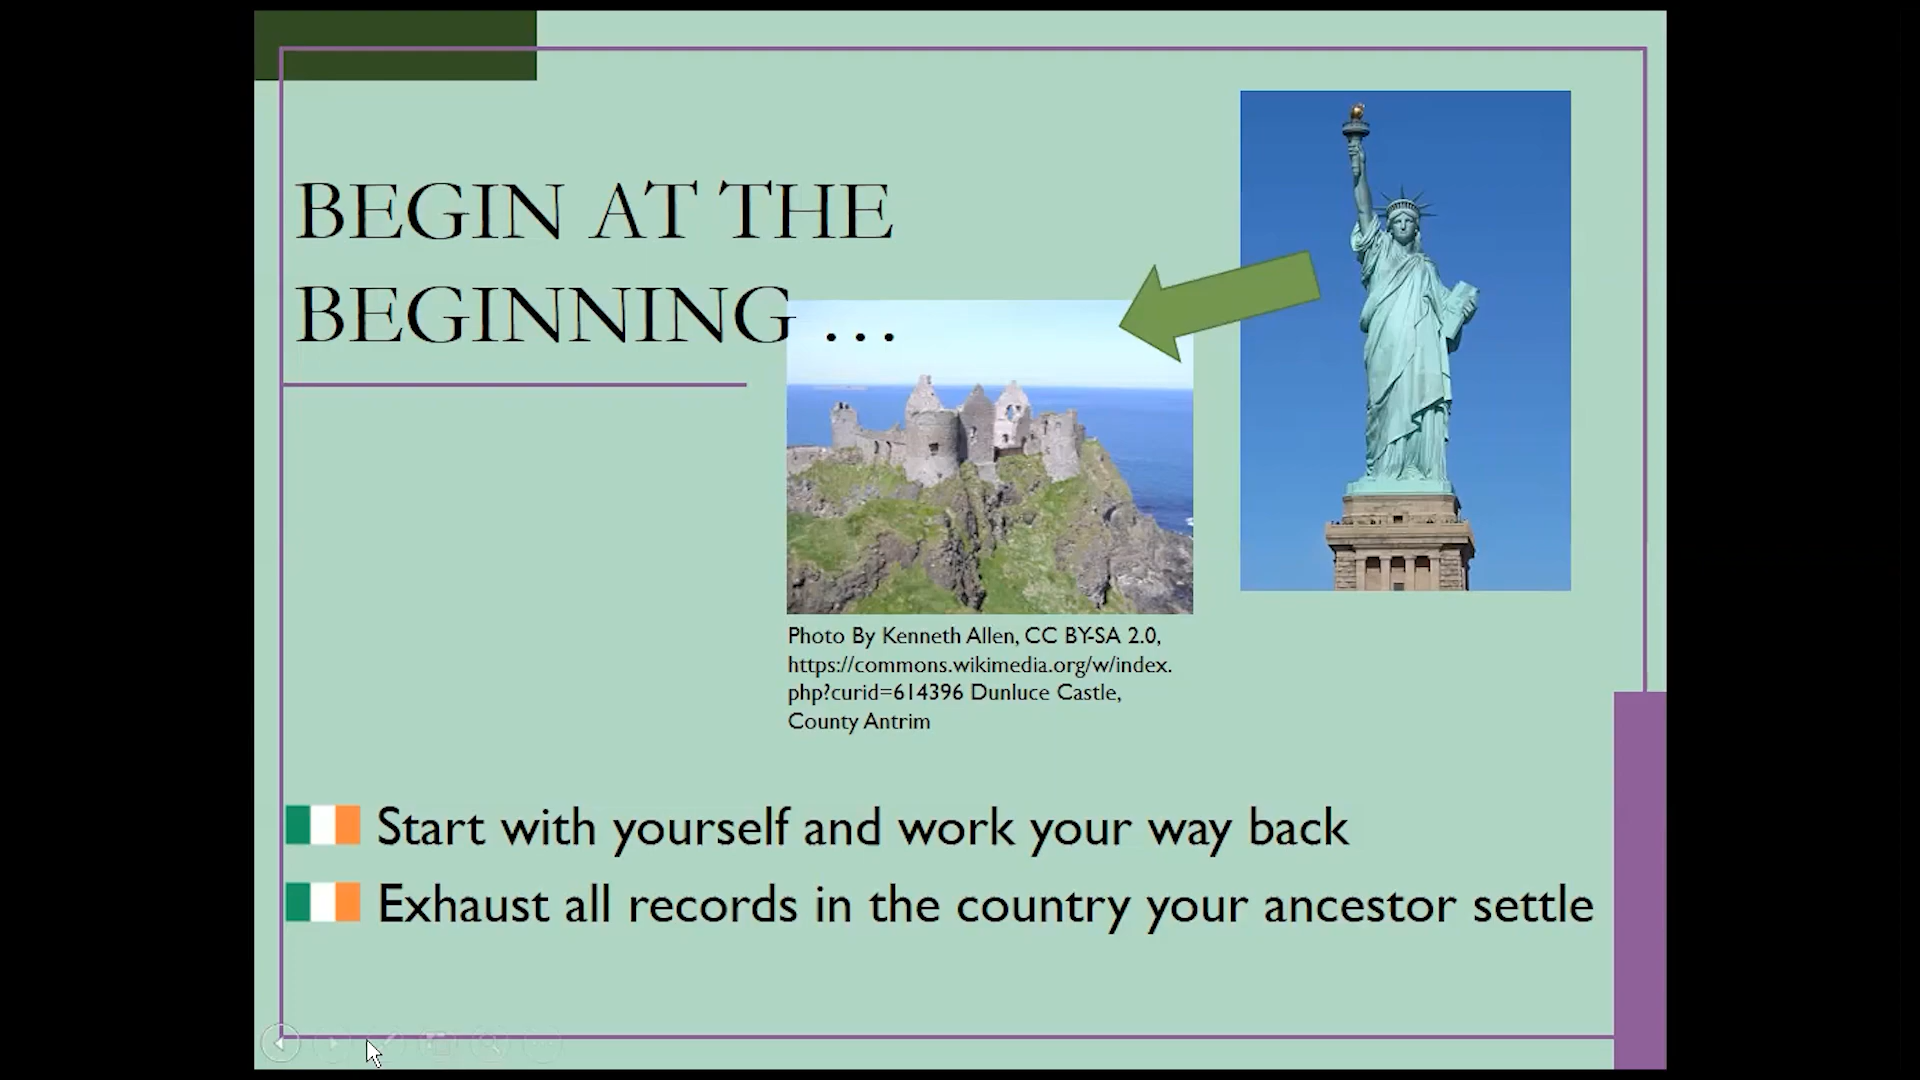 BEGIN AT THE
BEGINNING ...
Photo By Kenneth Allen, CC BY-SA 2.0,
https://commons.wikimedia.org/w/index.
php?curid=614396 Dunluce Castle,
County Antrim
Start with yourself and work your way back
Exhaust all records in the country your ancestor settle